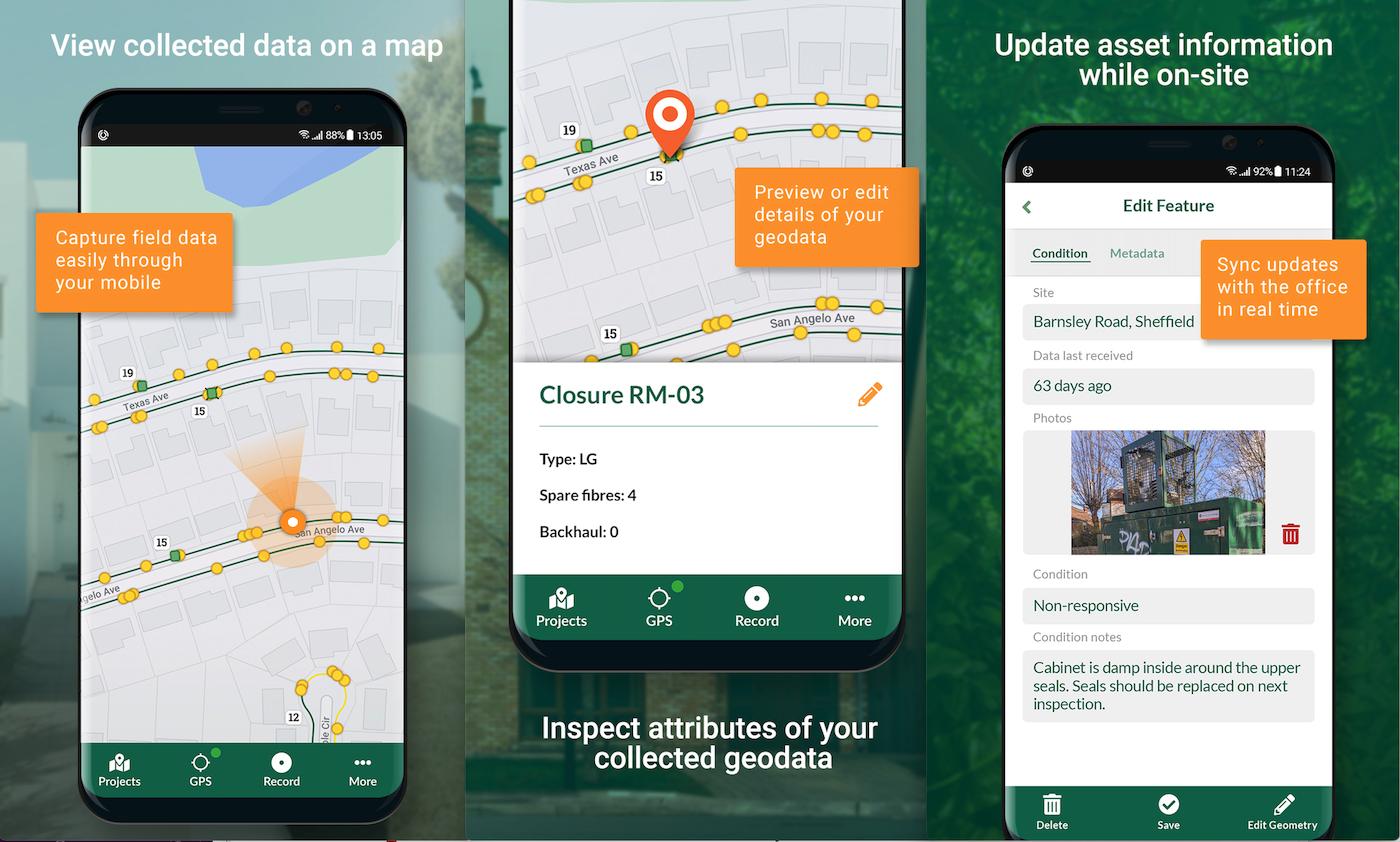 View collected data on a map
88% 13:05
Capture field data
easily through
your mobile
19
Texas Ave
15
15
San Angelo Ave
gelo Ave
12
ple Cir
Projects
GPS
Record
More
19
Texas Ave
15
Preview or edit
details of your
geodata
15
San Angelo Ave
Closure RM-03
Type: LG
Spare fibres: 4
Backhaul: 0
Projects
GPS
Record
More
Inspect attributes of your
collected geodata
Update asset information
while on-site
92% 11:24
Edit Feature
Condition
Metadata
Sync updates
with the office
in real time
Site
Barnsley Road, Sheffield
Data last received
63 days ago
Photos
Condition
Non-responsive
Condition notes
Cabinet is damp inside around the upper
seals. Seals should be replaced on next
inspection.
Delete
Save
Edit Geometry